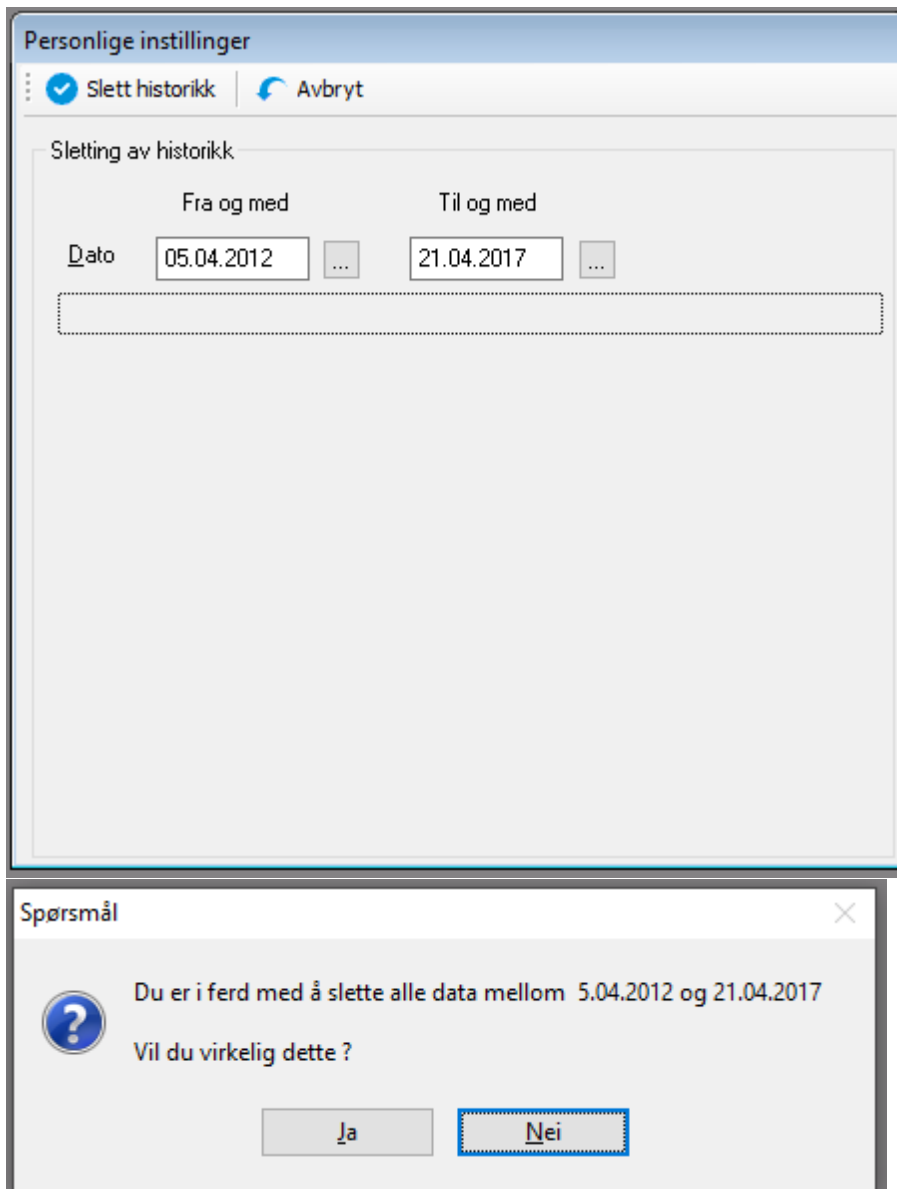 Personlige instillinger
Slett historikk Avbryt
Sletting av historikk
Fra og med Til og med
Dato 05.04.2012 ... 21.04.2017 ...
Spørsmål
Du er i ferd med å slette alle data mellom  5.04.2012 og 21.04.2017
Vil du virkelig dette ?
Ja Nei